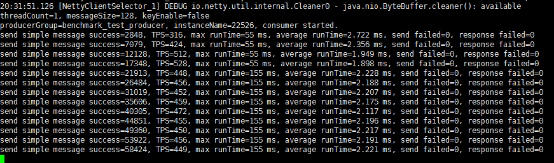 20:31:51.126 [NettyClientSelector_1] DEBUG io.netty.util.internal.Cleaner0 - java.nio.ByteBuffer.cleaner(): available
threadCount=1, messageSize=128, keyEnable=false
producerGroup=benchmark_test_producer, instanceName=22526, consumer started.
send simple message success=2848, TPS=316, max runTime=55 ms, average runTime=2.722 ms, send failed=0, response failed=0
send simple message success=7079, TPS=424, max runTime=55 ms, average runTime=2.356 ms, send failed=0, response failed=0
send simple message success=12128, TPS=512, max runTime=55 ms, average runTime=1.949 ms, send failed=0, response failed=0
send simple message success=17348, TPS=528, max runTime=55 ms, average runTime=1.898 ms, send failed=0, response failed=0
send simple message success=21913, TPS=448, max runTime=155 ms, average runTime=2.228 ms, send failed=0, response failed=0
send simple message success=26484, TPS=456, max runTime=155 ms, average runTime=2.188 ms, send failed=0, response failed=0
send simple message success=31019, TPS=452, max runTime=155 ms, average runTime=2.207 ms, send failed=0, response failed=0
send simple message success=35606, TPS=459, max runTime=155 ms, average runTime=2.175 ms, send failed=0, response failed=0
send simple message success=40305, TPS=472, max runTime=155 ms, average runTime=2.117 ms, send failed=0, response failed=0
send simple message success=44831, TPS=455, max runTime=155 ms, average runTime=2.196 ms, send failed=0, response failed=0
send simple message success=49360, TPS=450, max runTime=155 ms, average runTime=2.217 ms, send failed=0, response failed=0
send simple message success=53922, TPS=456, max runTime=155 ms, average runTime=2.191 ms, send failed=0, response failed=0
send simple message success=58424, TPS=449, max runTime=155 ms, average runTime=2.221 ms, send failed=0, response failed=0